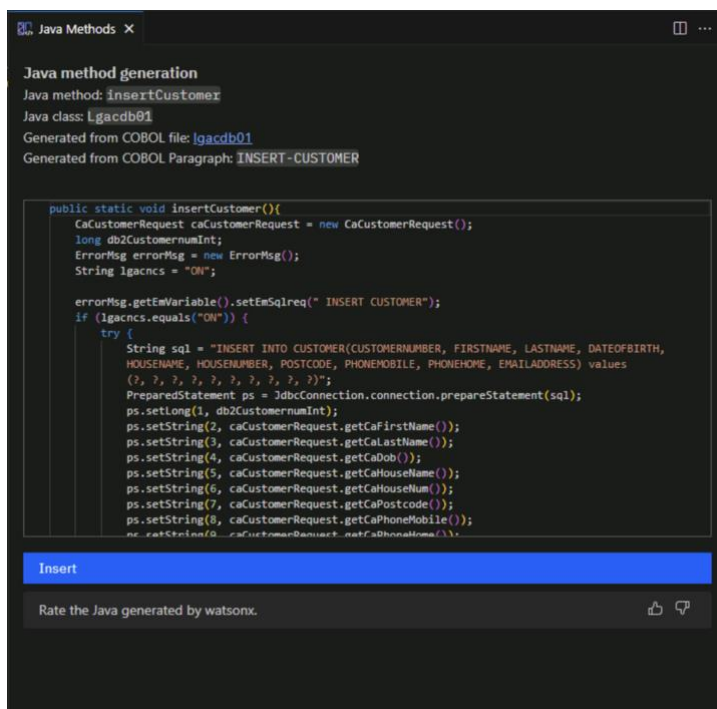 Java Methods ×
Java method generation
Java method: insertCustomer
Java class: Lgacdb01
Generated from COBOL file: lgacdb01
Generated from COBOL Paragraph: INSERT-CUSTOMER
public static void insertCustomer(){
CaCustomerRequest caCustomerRequest = new CaCustomerRequest();
long db2CustomernumInt;
ErrorMsg errorMsg = new ErrorMsg();
String lgacncs = "ON";
errorMsg.getEmVariable().setEmSqlreq(" INSERT CUSTOMER");
if (lgacncs.equals("ON")) {
try {
String sql = "INSERT INTO CUSTOMER(CUSTOMERNUMBER, FIRSTNAME, LASTNAME, DATEOFBIRTH,
HOUSENAME, HOUSENUMBER, POSTCODE, PHONEMOBILE, PHONEHOME, EMAILADDRESS) values
(?, ?, ?, ?, ?, ?, ?, ?, ?, ?)";
PreparedStatement ps = JdbcConnection.connection.prepareStatement(sql);
ps.setLong(1, db2CustomernumInt);
ps.setString(2, caCustomerRequest.getCaFirstName());
ps.setString(3, caCustomerRequest.getCaLastName());
ps.setString(4, caCustomerRequest.getCaDob());
ps.setString(5, caCustomerRequest.getCaHouseName());
ps.setString(6, caCustomerRequest.getCaHouseNum());
ps.setString(7, caCustomerRequest.getCaPostcode());
ps.setString(8, caCustomerRequest.getCaPhoneMobile());
ps.setString(9, caCustomerRequest.getCaPhoneHome());
Insert
Rate the Java generated by watsonx.